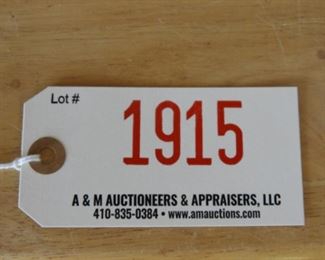 Lot #
1915
A & M AUCTIONEERS & APPRAISERS, LLC
410-835-0384 • www.amauctions.com